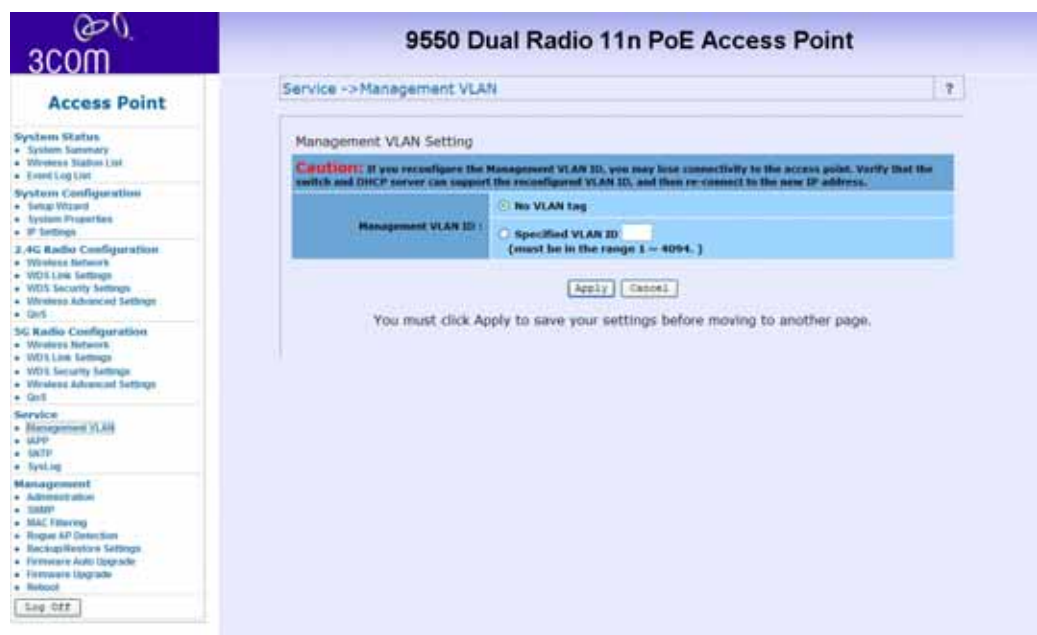 3COM
9550 Dual Radio 11n PoE Access Point
Access Point
System Status
System Summary
Wireless Station List
Event Log List
System Configuration
Setup Wizard
System Properties
IP Settings
2.4G Radio Configuration
Wireless Network
WDS Link Settings
WDS Security Settings
Wireless Advanced Settings
QoS
5G Radio Configuration
Wireless Network
WDS Link Settings
WDS Security Settings
Wireless Advanced Settings
QoS
Service
Management VLAN
IAPP
SNTP
SysLog
Management
Administration
SNMP
MAC Filtering
Rogue AP Detection
Backup/Restore Settings
Firmware Auto Upgrade
Firmware Upgrade
Reboot
Log Off
Service ->Management VLAN
?
Management VLAN Setting
Caution: If you reconfigure the Management VLAN ID, you may lose connectivity to the access point. Verify that the
switch and DHCP server can support the reconfigured VLAN ID, and then re-connect to the new IP address.
Management VLAN ID :
No VLAN tag
Specified VLAN ID
(must be in the range 1 ~ 4094. )
Apply Cancel
You must click Apply to save your settings before moving to another page.